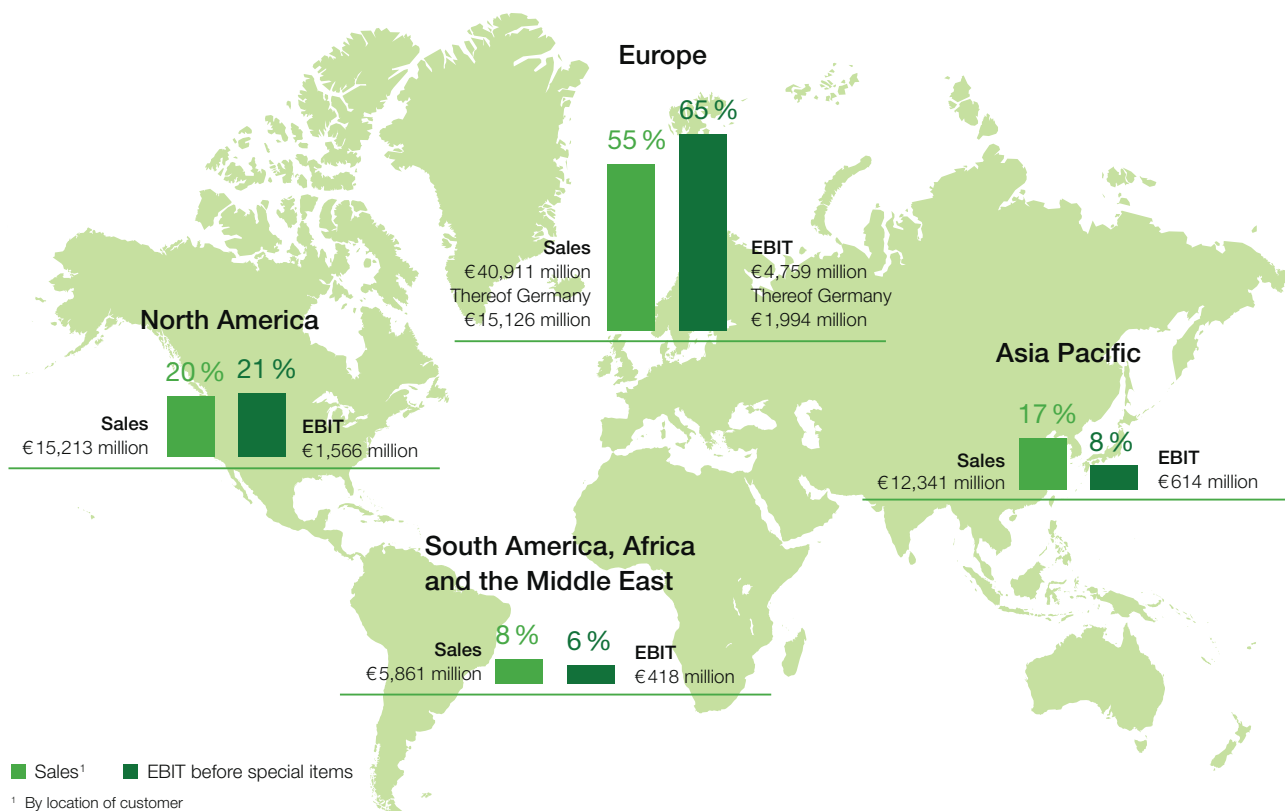 Europe
55 %
65 %
Sales
€ 40,911 million
Thereof Germany
€ 15,126 million
EBIT
€ 4,759 million
Thereof Germany
€ 1,994 million
North America
20 %
21 %
Sales
€ 15,213 million
EBIT
€ 1,566 million
Asia Pacific
17 %
8 %
Sales
€ 12,341 million
EBIT
€ 614 million
South America, Africa
and the Middle East
8 %
6 %
Sales
€ 5,861 million
EBIT
€ 418 million
Sales¹
EBIT before special items
¹ By location of customer